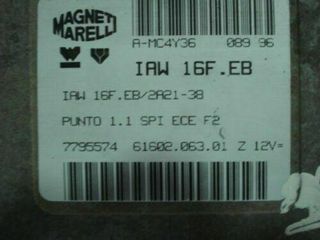 MAGNETI
MARELLI
A-MC4Y36 089 96
IAW 16F.EB
IAW 16F.EB/2A21-38
PUNTO 1.1 SPI ECE F2
7795574 61602.063.01 Z 12V=